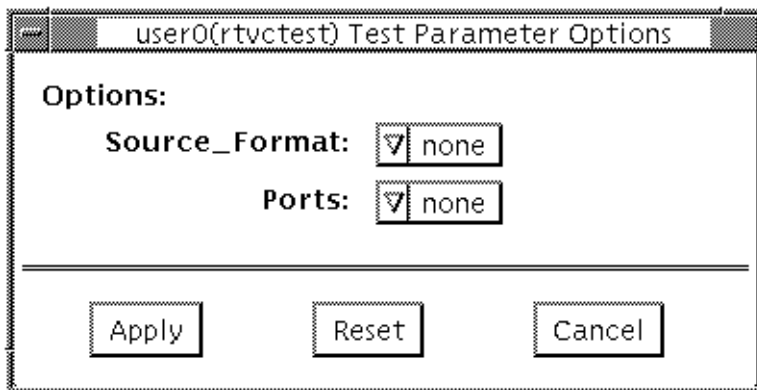 user0(rtvctest) Test Parameter Options
Options:
Source_Format: none
Ports: none
Apply Reset Cancel